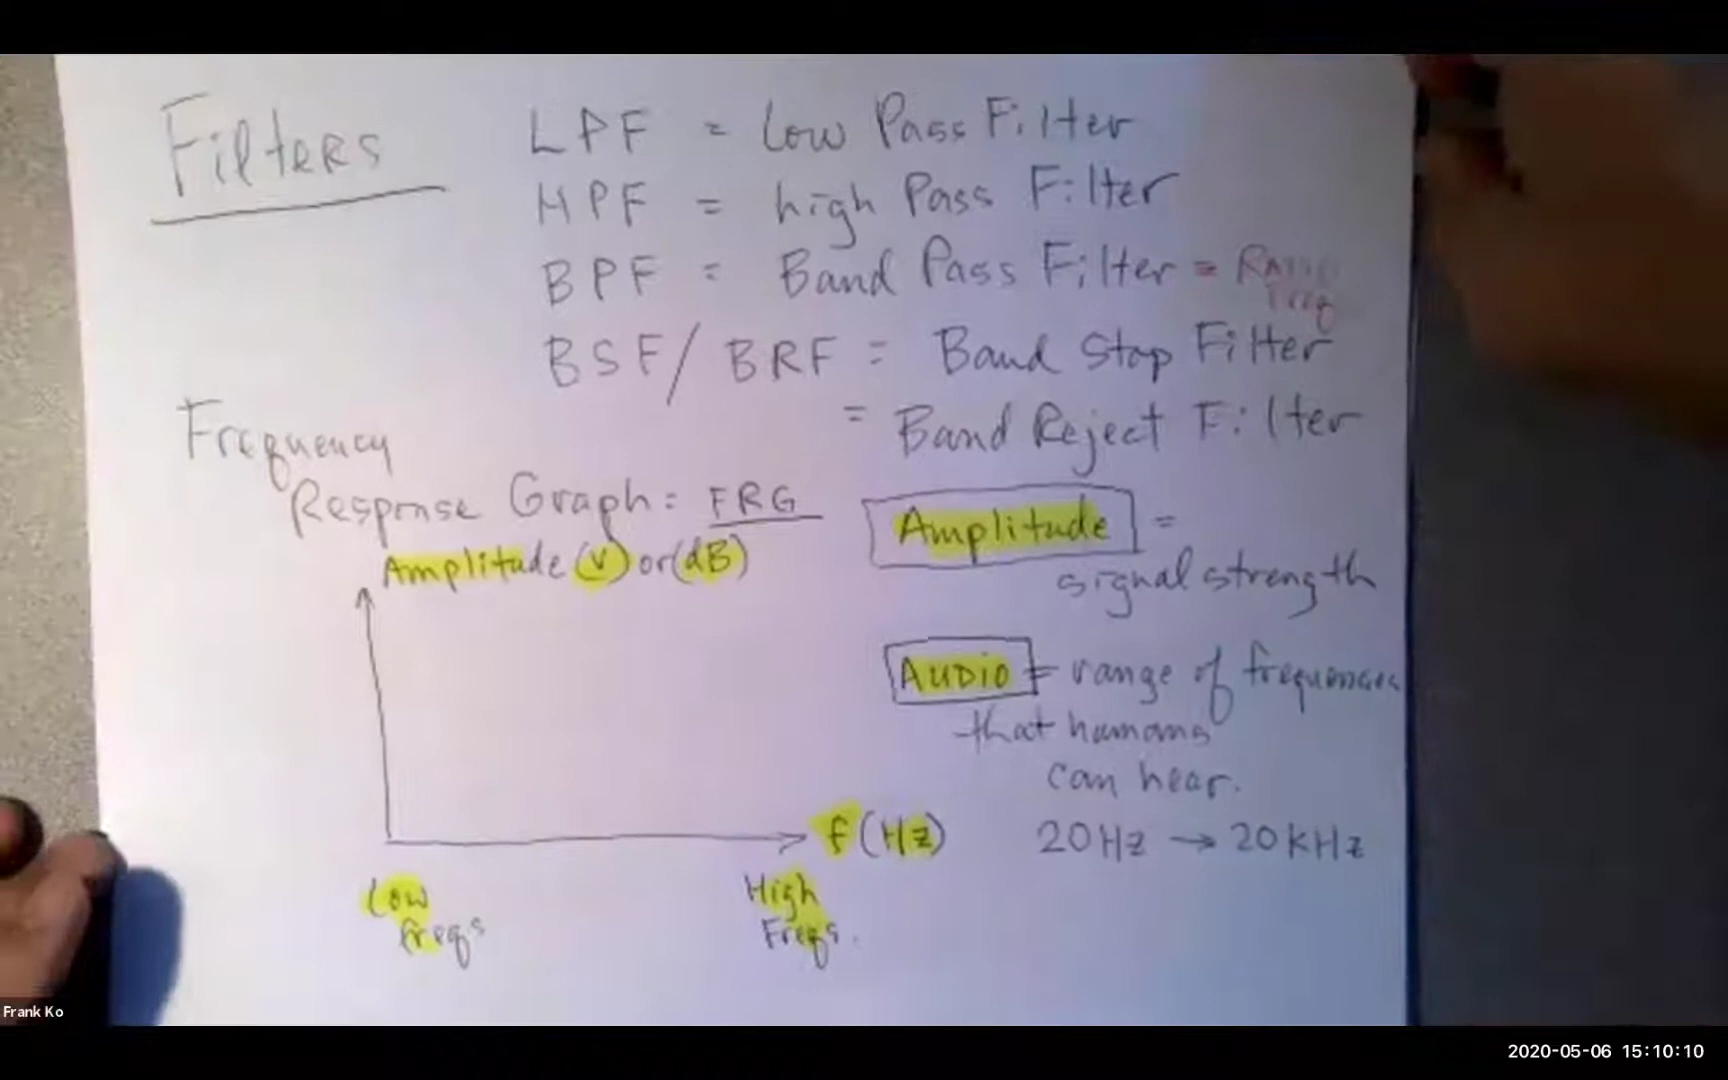 Filters
LPF = Low Pass Filter
HPF = high Pass Filter
BPF = Band Pass Filter =
Freq
BSF/BRF = Band Stop Filter
= Band Reject Filter
Frequency
Response Graph: FRG
Amplitude (V) or (dB)
Amplitude =
signal strength
AUDIO = range of frequencies
that humans
can hear.
20Hz → 20kHz
f (Hz)
Low
freqs
High
Freqs.
Frank Ko
2020-05-06 15:10:10